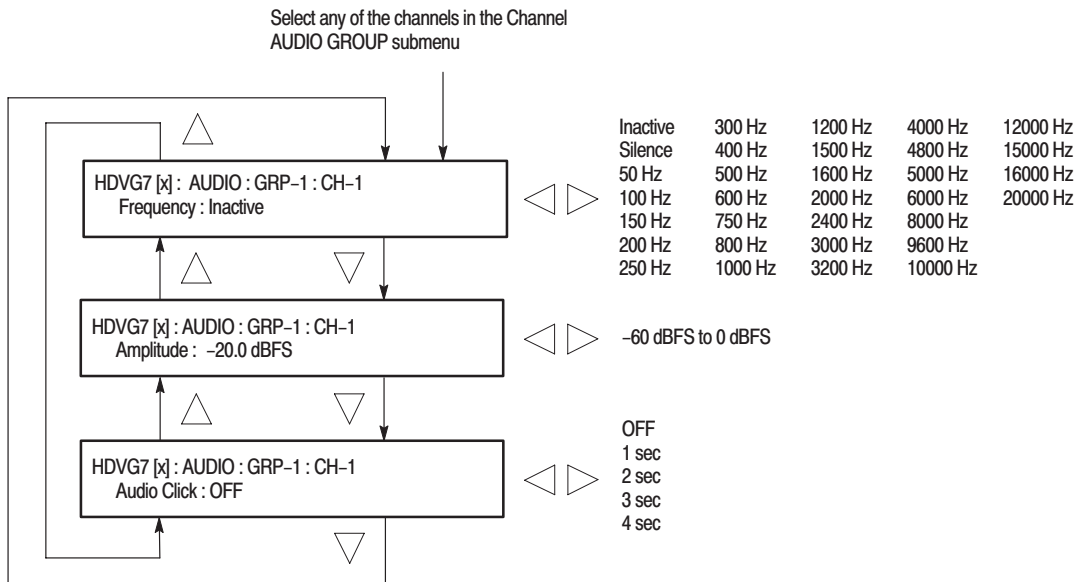 Select any of the channels in the Channel
AUDIO GROUP submenu
HDVG7 [x] : AUDIO : GRP–1 : CH–1
Frequency : Inactive
Inactive 300 Hz 1200 Hz 4000 Hz 12000 Hz
Silence 400 Hz 1500 Hz 4800 Hz 15000 Hz
50 Hz 500 Hz 1600 Hz 5000 Hz 16000 Hz
100 Hz 600 Hz 2000 Hz 6000 Hz 20000 Hz
150 Hz 750 Hz 2400 Hz 8000 Hz
200 Hz 800 Hz 3000 Hz 9600 Hz
250 Hz 1000 Hz 3200 Hz 10000 Hz
HDVG7 [x] : AUDIO : GRP–1 : CH–1
Amplitude : –20.0 dBFS
–60 dBFS to 0 dBFS
HDVG7 [x] : AUDIO : GRP–1 : CH–1
Audio Click : OFF
OFF
1 sec
2 sec
3 sec
4 sec